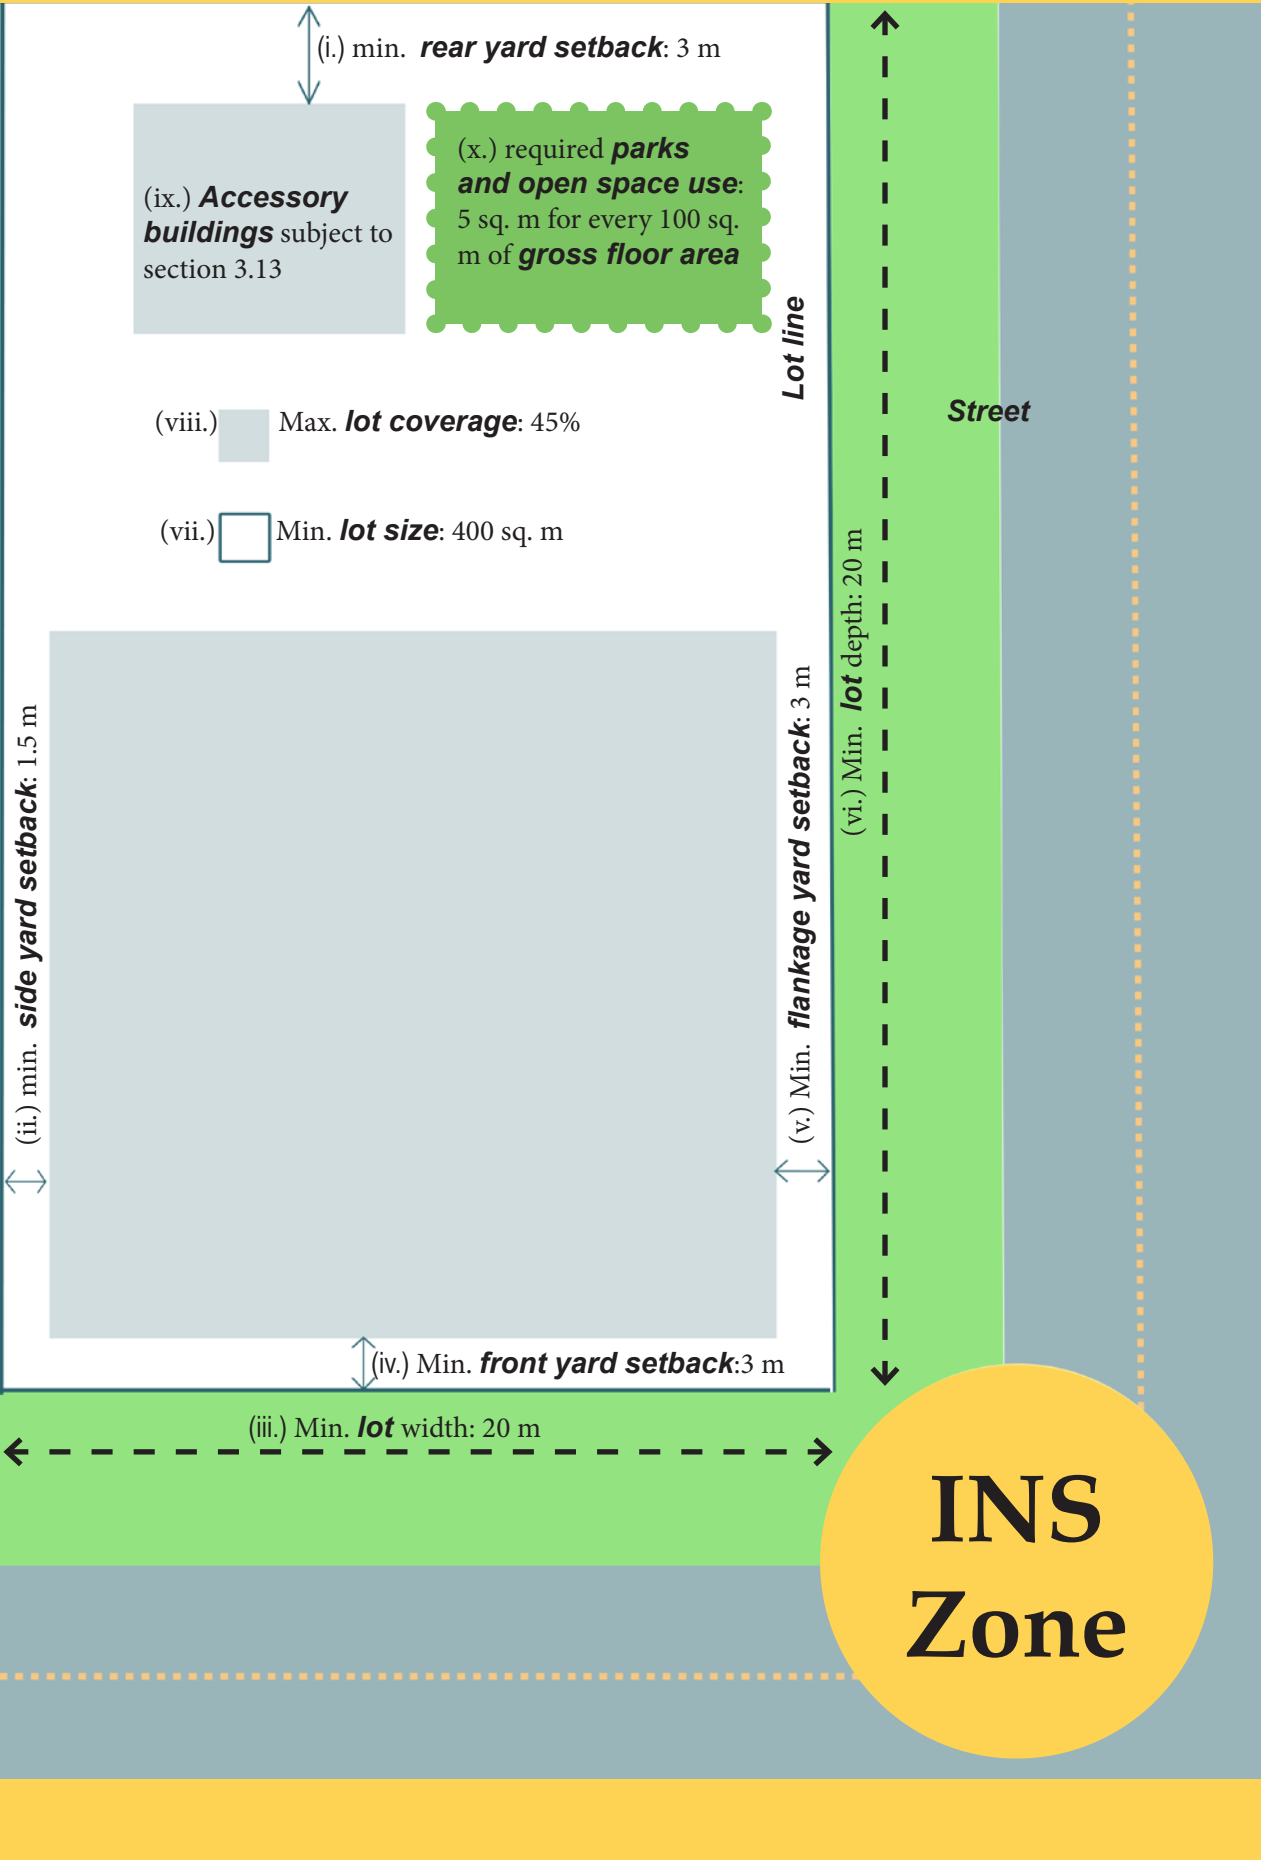 (i.) min. rear yard setback: 3 m
(ix.) Accessory
buildings subject to
section 3.13
(x.) required parks
and open space use:
5 sq. m for every 100 sq.
m of gross floor area
Lot line
Street
(viii.) Max. lot coverage: 45%
(vii.) Min. lot size: 400 sq. m
(vi.) Min. lot depth: 20 m
(ii.) min. side yard setback: 1.5 m
(v.) Min. flankage yard setback: 3 m
(iv.) Min. front yard setback:3 m
(iii.) Min. lot width: 20 m
INS
Zone